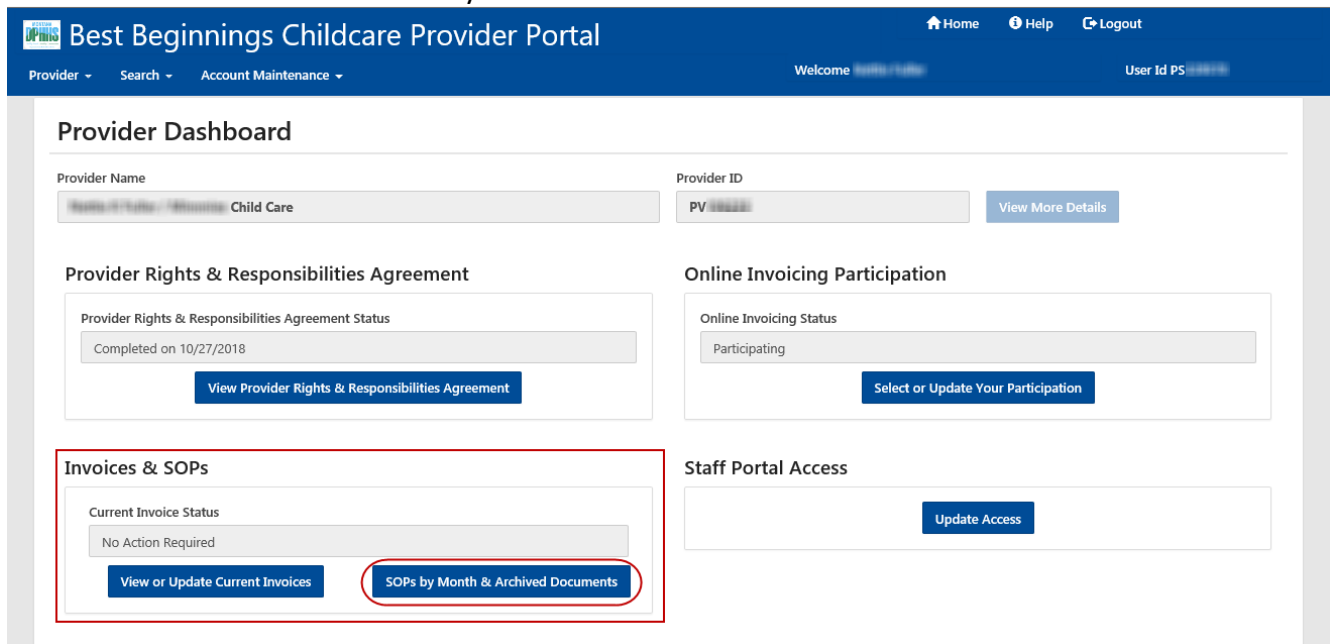 DPHHS Best Beginnings Childcare Provider Portal
Home Help Logout
Provider Search Account Maintenance
Welcome
User Id PS
Provider Dashboard
Provider Name
Child Care
Provider ID
PV
View More Details
Provider Rights & Responsibilities Agreement
Provider Rights & Responsibilities Agreement Status
Completed on 10/27/2018
View Provider Rights & Responsibilities Agreement
Online Invoicing Participation
Online Invoicing Status
Participating
Select or Update Your Participation
Invoices & SOPs
Current Invoice Status
No Action Required
View or Update Current Invoices
SOPs by Month & Archived Documents
Staff Portal Access
Update Access